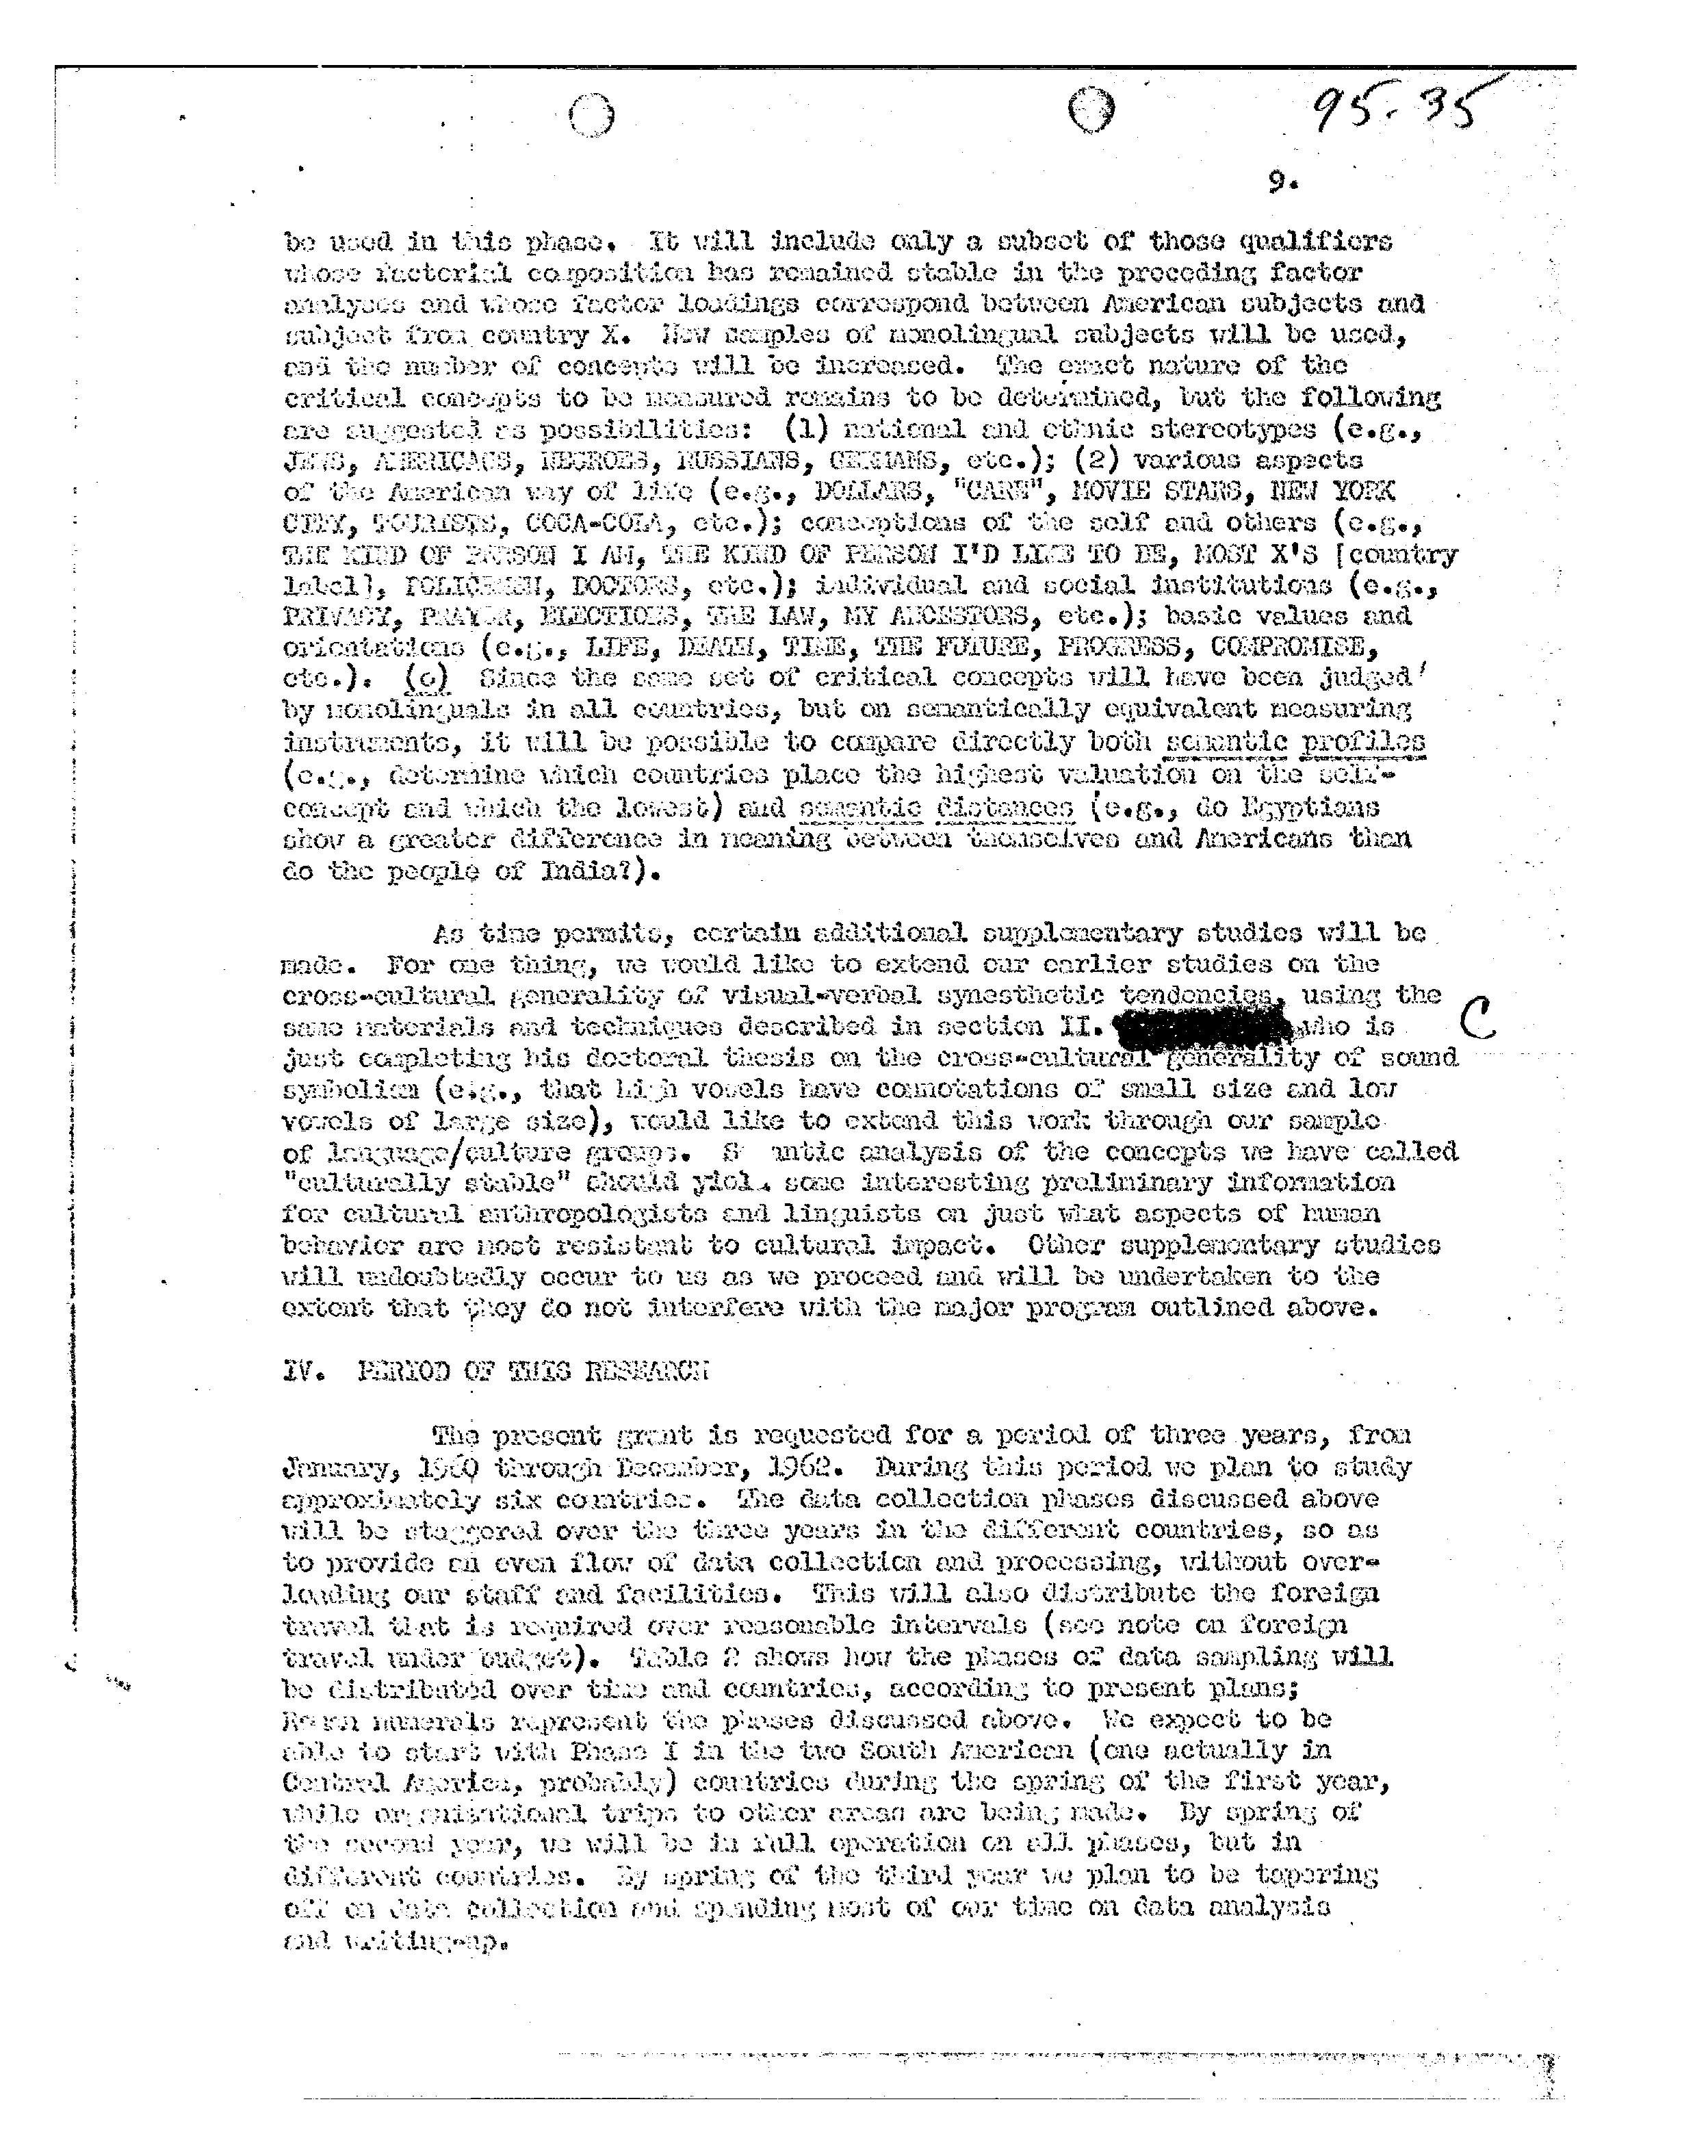 95-35
9.
be used in this phase. It will include only a subset of those qualifiers
whose factorial composition has remained stable in the preceding factor
analyses and whose factor loadings correspond between American subjects and
subject from country X. New samples of monolingual subjects will be used,
and the number of concepts will be increased. The exact nature of the
critical concepts to be measured remains to be determined, but the following
are suggested as possibilities: (1) national and ethnic stereotypes (e.g.,
JEWS, AMERICANS, NEGROES, RUSSIANS, GERMANS, etc.); (2) various aspects
of the American way of life (e.g., DOLLARS, "CARE", MOVIE STARS, NEW YORK
CITY, TOURISTS, COCA-COLA, etc.); conceptions of the self and others (e.g.,
THE KIND OF PERSON I AM, THE KIND OF PERSON I'D LIKE TO BE, MOST X'S [country
label], POLICEMEN, DOCTORS, etc.); individual and social institutions (e.g.,
PRIVACY, PRAYER, ELECTIONS, THE LAW, MY ANCESTORS, etc.); basic values and
orientations (e.g., LIFE, DEATH, TIME, THE FUTURE, PROGRESS, COMPROMISE,
etc.). (c) Since the same set of critical concepts will have been judged
by monolinguals in all countries, but on semantically equivalent measuring
instruments, it will be possible to compare directly both semantic profiles
(e.g., determine which countries place the highest valuation on the self-
concept and which the lowest) and semantic distances (e.g., do Egyptians
show a greater difference in meaning between themselves and Americans than
do the people of India?).
As time permits, certain additional supplementary studies will be
made. For one thing, we would like to extend our earlier studies on the
cross-cultural generality of visual-verbal synesthetic tendencies, using the
same materials and techniques described in section II. who is C
just completing his doctoral thesis on the cross-cultural generality of sound
symbolism (e.g., that high vowels have connotations of small size and low
vowels of large size), would like to extend this work through our sample
of language/culture groups. S antic analysis of the concepts we have called
"culturally stable" should yield some interesting preliminary information
for cultural anthropologists and linguists on just what aspects of human
behavior are most resistant to cultural impact. Other supplementary studies
will undoubtedly occur to us as we proceed and will be undertaken to the
extent that they do not interfere with the major program outlined above.
IV. PERIOD OF THIS RESEARCH
The present grant is requested for a period of three years, from
January, 1960 through December, 1962. During this period we plan to study
approximately six countries. The data collection phases discussed above
will be staggered over the three years in the different countries, so as
to provide an even flow of data collection and processing, without over-
loading our staff and facilities. This will also distribute the foreign
travel that is required over reasonable intervals (see note on foreign
travel under budget). Table 2 shows how the phases of data sampling will
be distributed over time and countries, according to present plans;
Roman numerals represent the phases discussed above. We expect to be
able to start with Phase I in the two South American (one actually in
Central America, probably) countries during the spring of the first year,
while organizational trips to other areas are being made. By spring of
the second year, we will be in full operation on all phases, but in
different countries. By spring of the third year we plan to be tapering
off on data collection and spending most of our time on data analysis
and writing-up.